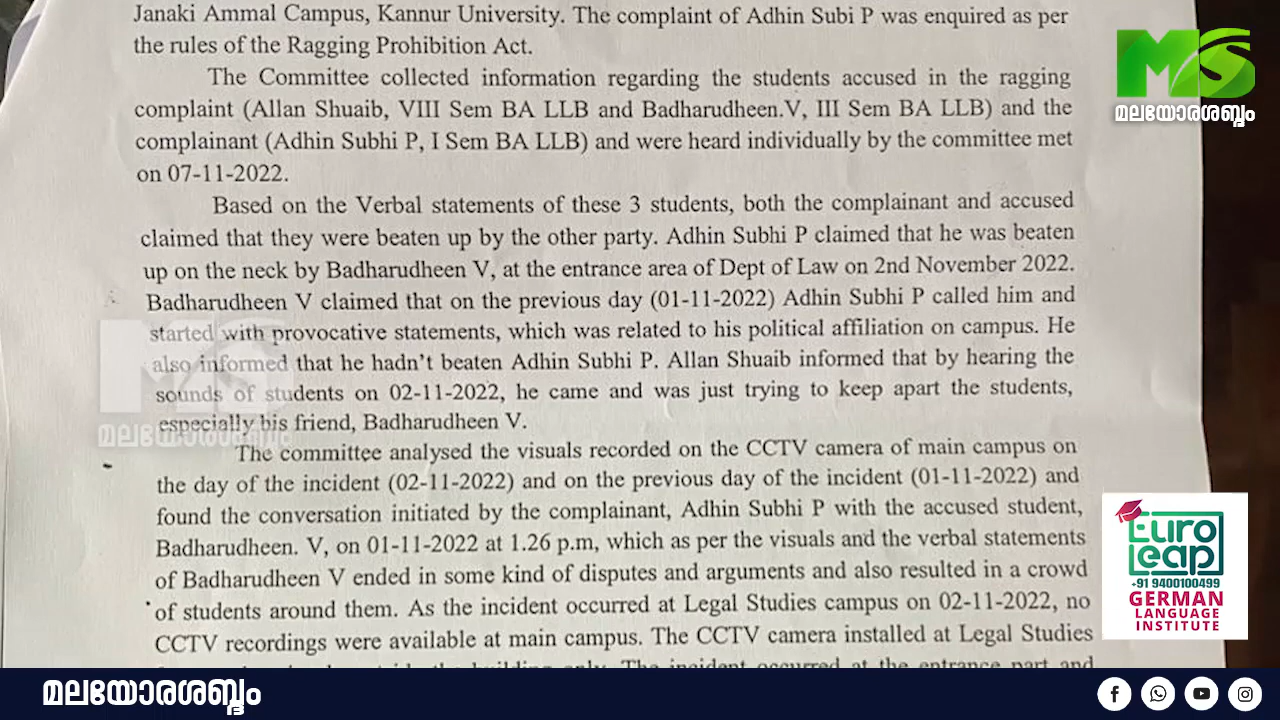 Janaki Ammal Campus, Kannur University. The complaint of Adhin Subi P was enquired as per
the rules of the Ragging Prohibition Act.
The Committee collected information regarding the students accused in the ragging
complaint (Allan Shuaib, VIII Sem BA LLB and Badharudheen.V, III Sem BA LLB) and the
complainant (Adhin Subhi P, I Sem BA LLB) and were heard individually by the committee met
on 07-11-2022.
Based on the Verbal statements of these 3 students, both the complainant and accused
claimed that they were beaten up by the other party. Adhin Subhi P claimed that he was beaten
up on the neck by Badharudheen V, at the entrance area of Dept of Law on 2nd November 2022.
Badharudheen V claimed that on the previous day (01-11-2022) Adhin Subhi P called him and
started with provocative statements, which was related to his political affiliation on campus. He
also informed that he hadn't beaten Adhin Subhi P. Allan Shuaib informed that by hearing the
sounds of students on 02-11-2022, he came and was just trying to keep apart the students,
especially his friend, Badharudheen V.
The committee analysed the visuals recorded on the CCTV camera of main campus on
the day of the incident (02-11-2022) and on the previous day of the incident (01-11-2022) and
found the conversation initiated by the complainant, Adhin Subhi P with the accused student,
Badharudheen. V, on 01-11-2022 at 1.26 p.m, which as per the visuals and the verbal statements
of Badharudheen V ended in some kind of disputes and arguments and also resulted in a crowd
of students around them. As the incident occurred at Legal Studies campus on 02-11-2022, no
CCTV recordings were available at main campus. The CCTV camera installed at Legal Studies
the building only. The incident occurred at the entrance part and
MS
മലയോരശബ്ദം
MS
മലയോരശബ്ദം
Euro
Leap
+91 9400100499
GERMAN
LANGUAGE
INSTITUTE
മലയോരശബ്ദം